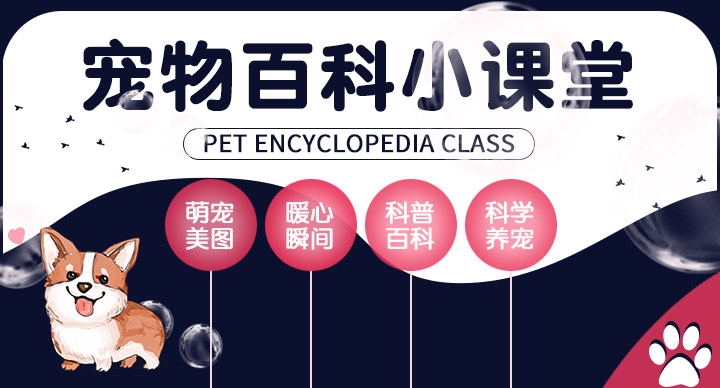 宠物百科小课堂
PET ENCYCLOPEDIA CLASS
萌宠
美图
暖心
瞬间
科普
百科
科学
养宠